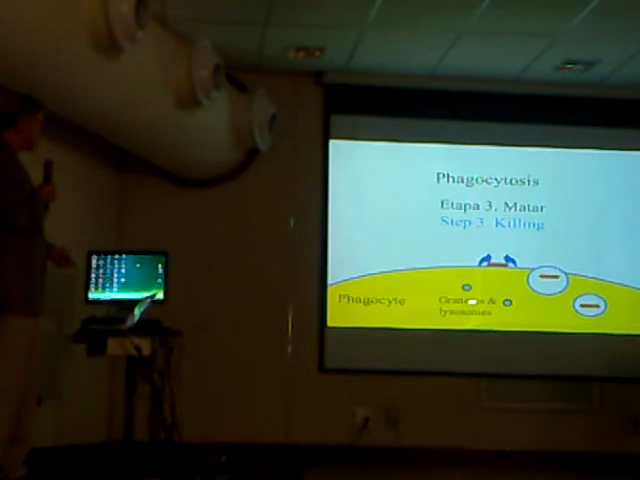 Phagocytosis
Etapa 3. Matar
Step 3 Killing
Phagocyte
&
lysosomes